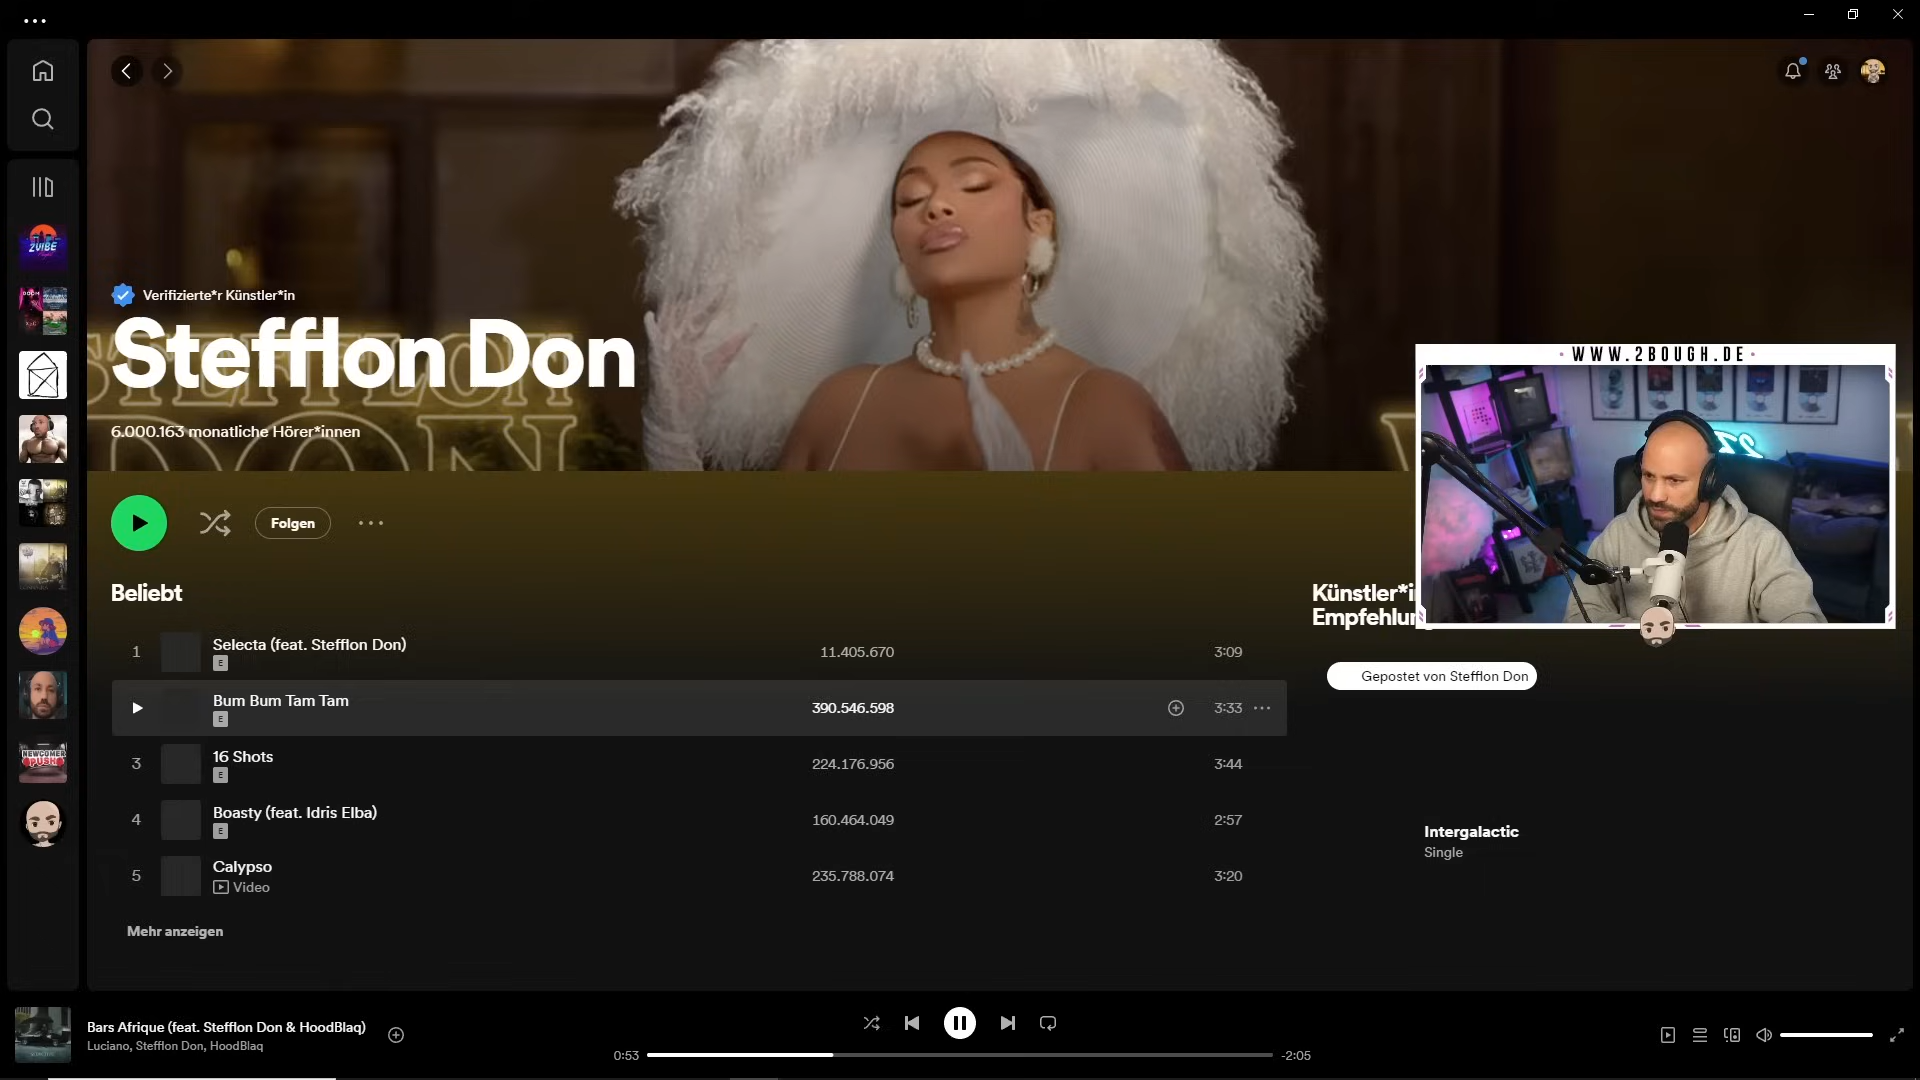 2VIBE
NEWCOMER
PUSH
Verifizierte*r Künstler*in
Stefflon Don
6.000.163 monatliche Hörer*innen
WWW.2BOUGH.DE
Folgen
Beliebt
1 Selecta (feat. Stefflon Don) 11.405.670 3:09
E
Bum Bum Tam Tam 390.546.598 3:33
E
3 16 Shots 224.176.956 3:44
E
4 Boasty (feat. Idris Elba) 160.464.049 2:57
E
5 Calypso 235.788.074 3:20
Video
Mehr anzeigen
Gepostet von Stefflon Don
Intergalactic
Single
Bars Afrique (feat. Stefflon Don & HoodBlaq)
Luciano, Stefflon Don, HoodBlaq
0:53 -2:05